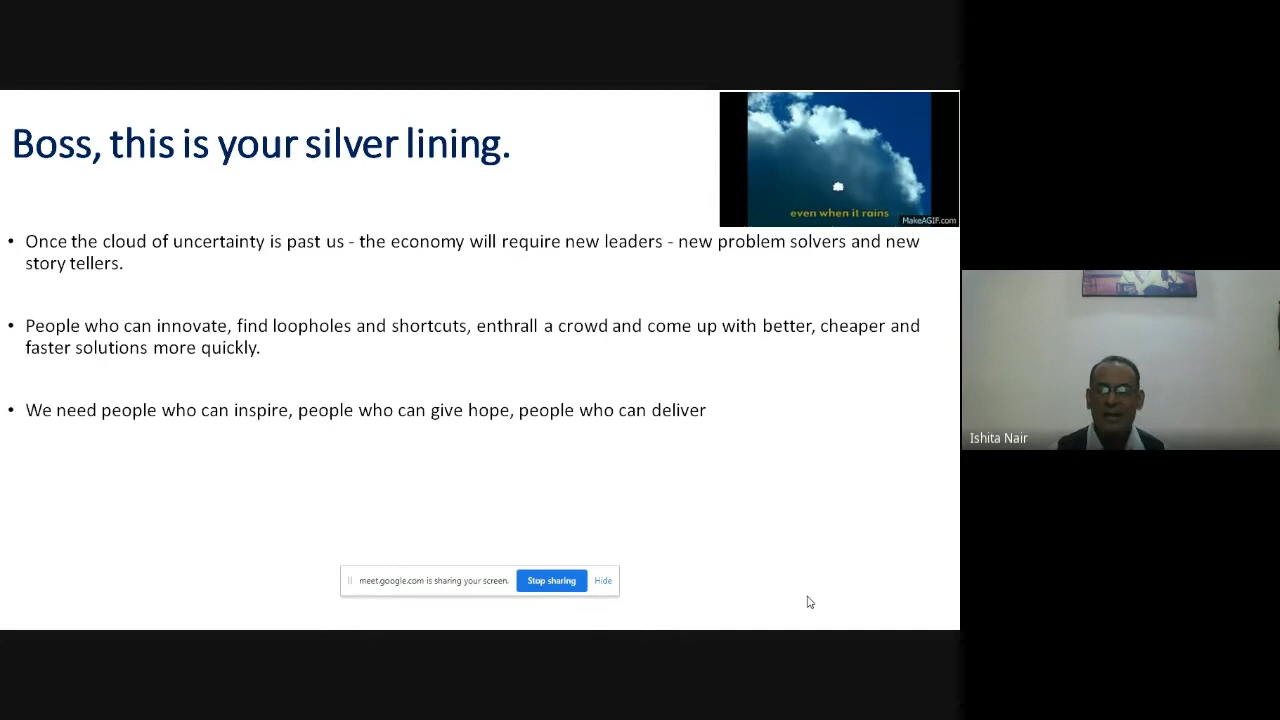 Boss, this is your silver lining.
even when it rains
MakeAGIF.com
• Once the cloud of uncertainty is past us - the economy will require new leaders - new problem solvers and new
story tellers.
• People who can innovate, find loopholes and shortcuts, enthrall a crowd and come up with better, cheaper and
faster solutions more quickly.
• We need people who can inspire, people who can give hope, people who can deliver
Ishita Nair
meet.google.com is sharing your screen. Stop sharing Hide